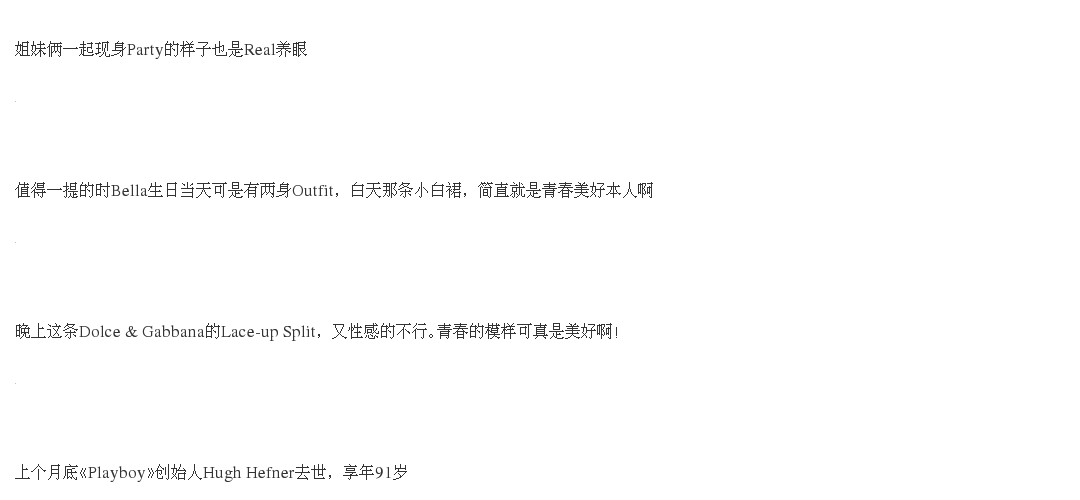 姐妹俩一起现身Party的样子也是Real养眼
值得一提的时Bella生日当天可是有两身Outfit，白天那条小白裙，简直就是青春美好本人啊
晚上这条Dolce & Gabbana的Lace-up Split，又性感的不行。青春的模样可真是美好啊！
上个月底《Playboy》创始人Hugh Hefner去世，享年91岁